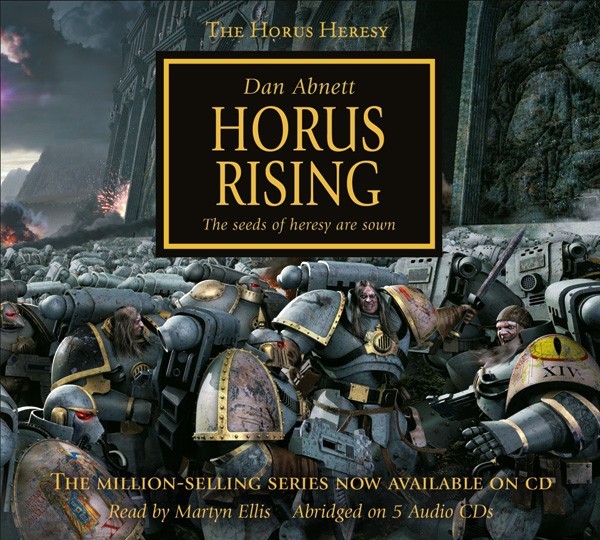 THE HORUS HERESY
Dan Abnett
HORUS
RISING
The seeds of heresy are sown
XIV
THE MILLION-SELLING SERIES NOW AVAILABLE ON CD
Read by Martyn Ellis Abridged on 5 Audio CDs